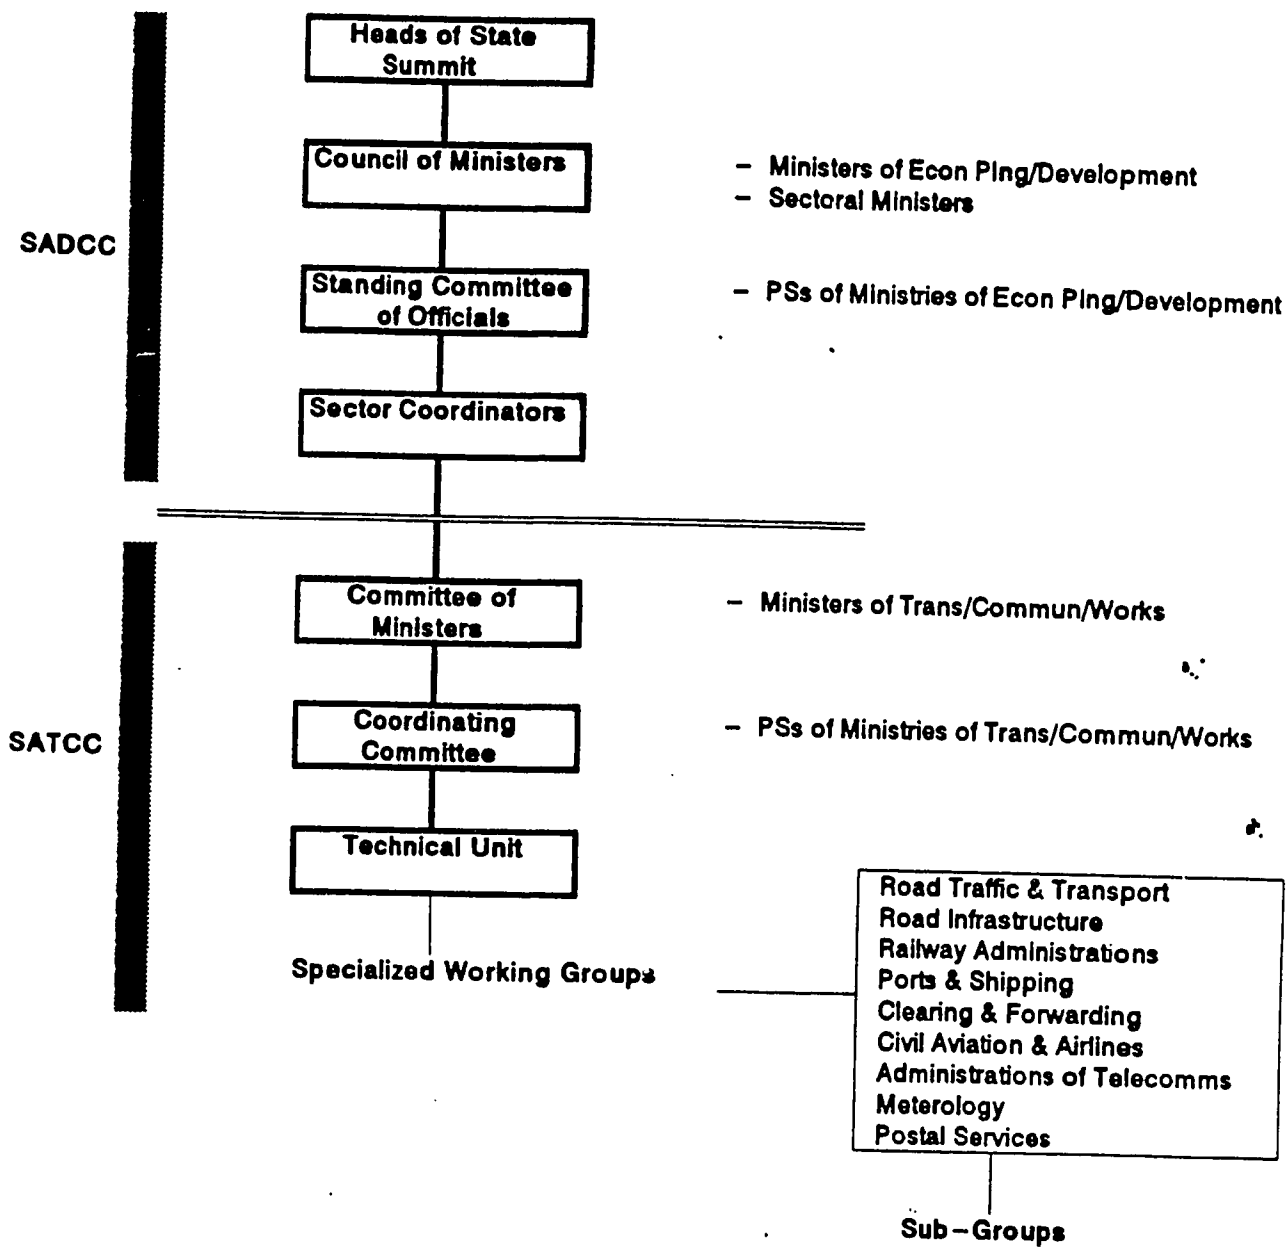 Heads of State
Summit
Council of Ministers
– Ministers of Econ Plng/Development
– Sectoral Ministers
SADCC
Standing Committee
of Officials
– PSs of Ministries of Econ Plng/Development
Sector Coordinators
Committee of
Ministers
– Ministers of Trans/Commun/Works
SATCC
Coordinating
Committee
– PSs of Ministries of Trans/Commun/Works
Technical Unit
Specialized Working Groups
Road Traffic & Transport
Road Infrastructure
Railway Administrations
Ports & Shipping
Clearing & Forwarding
Civil Aviation & Airlines
Administrations of Telecomms
Meterology
Postal Services
Sub-Groups